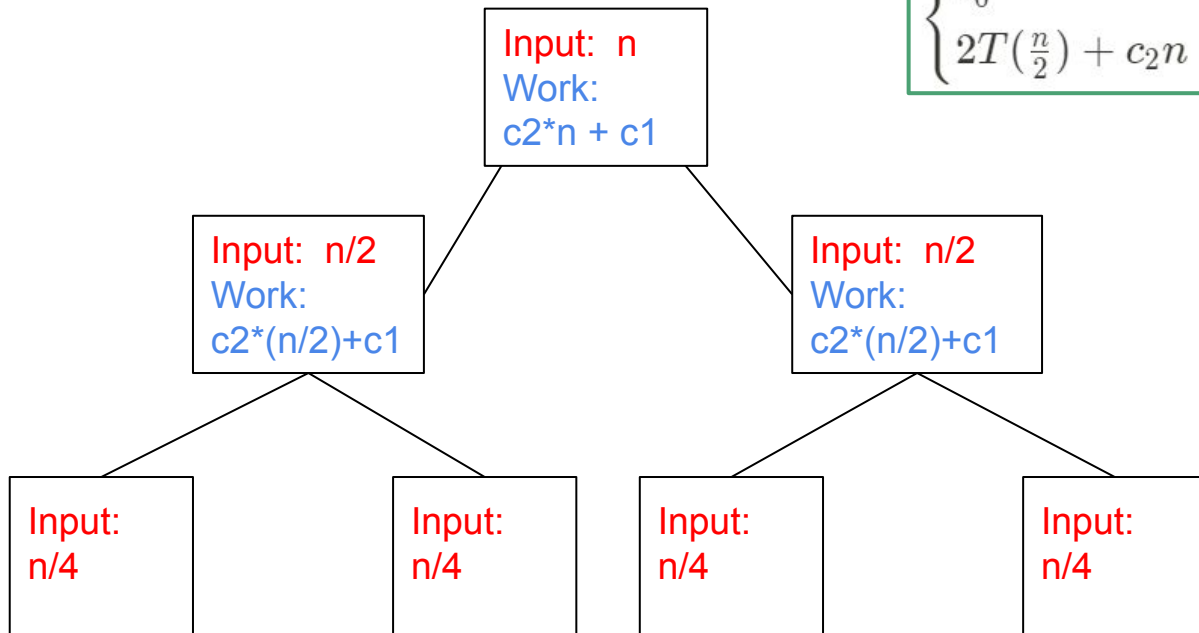 Input: n
Work:
c2*n + c1
2T(n/2) + c₂n
Input: n/2
Work:
c2*(n/2)+c1
Input: n/2
Work:
c2*(n/2)+c1
Input:
n/4
Input:
n/4
Input:
n/4
Input:
n/4